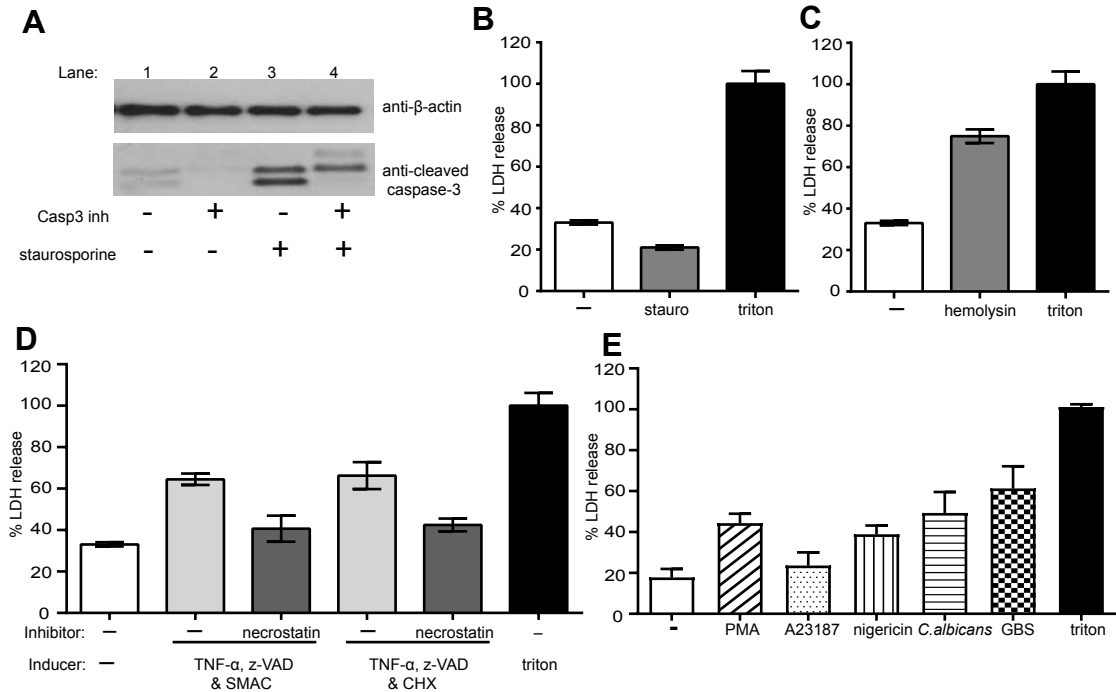 A
Lane: 1 2 3 4
anti-β-actin
anti-cleaved
caspase-3
Casp3 inh - + - +
staurosporine - - + +
B
% LDH release
120
100
80
60
40
20
0
– stauro triton
C
% LDH release
120
100
80
60
40
20
0
– hemolysin triton
D
% LDH release
120
100
80
60
40
20
0
Inhibitor: – – necrostatin – necrostatin –
Inducer: – TNF-α, z-VAD
& SMAC
TNF-α, z-VAD
& CHX
triton
E
% LDH release
120
100
80
60
40
20
0
- PMA A23187 nigericin C.albicans GBS triton